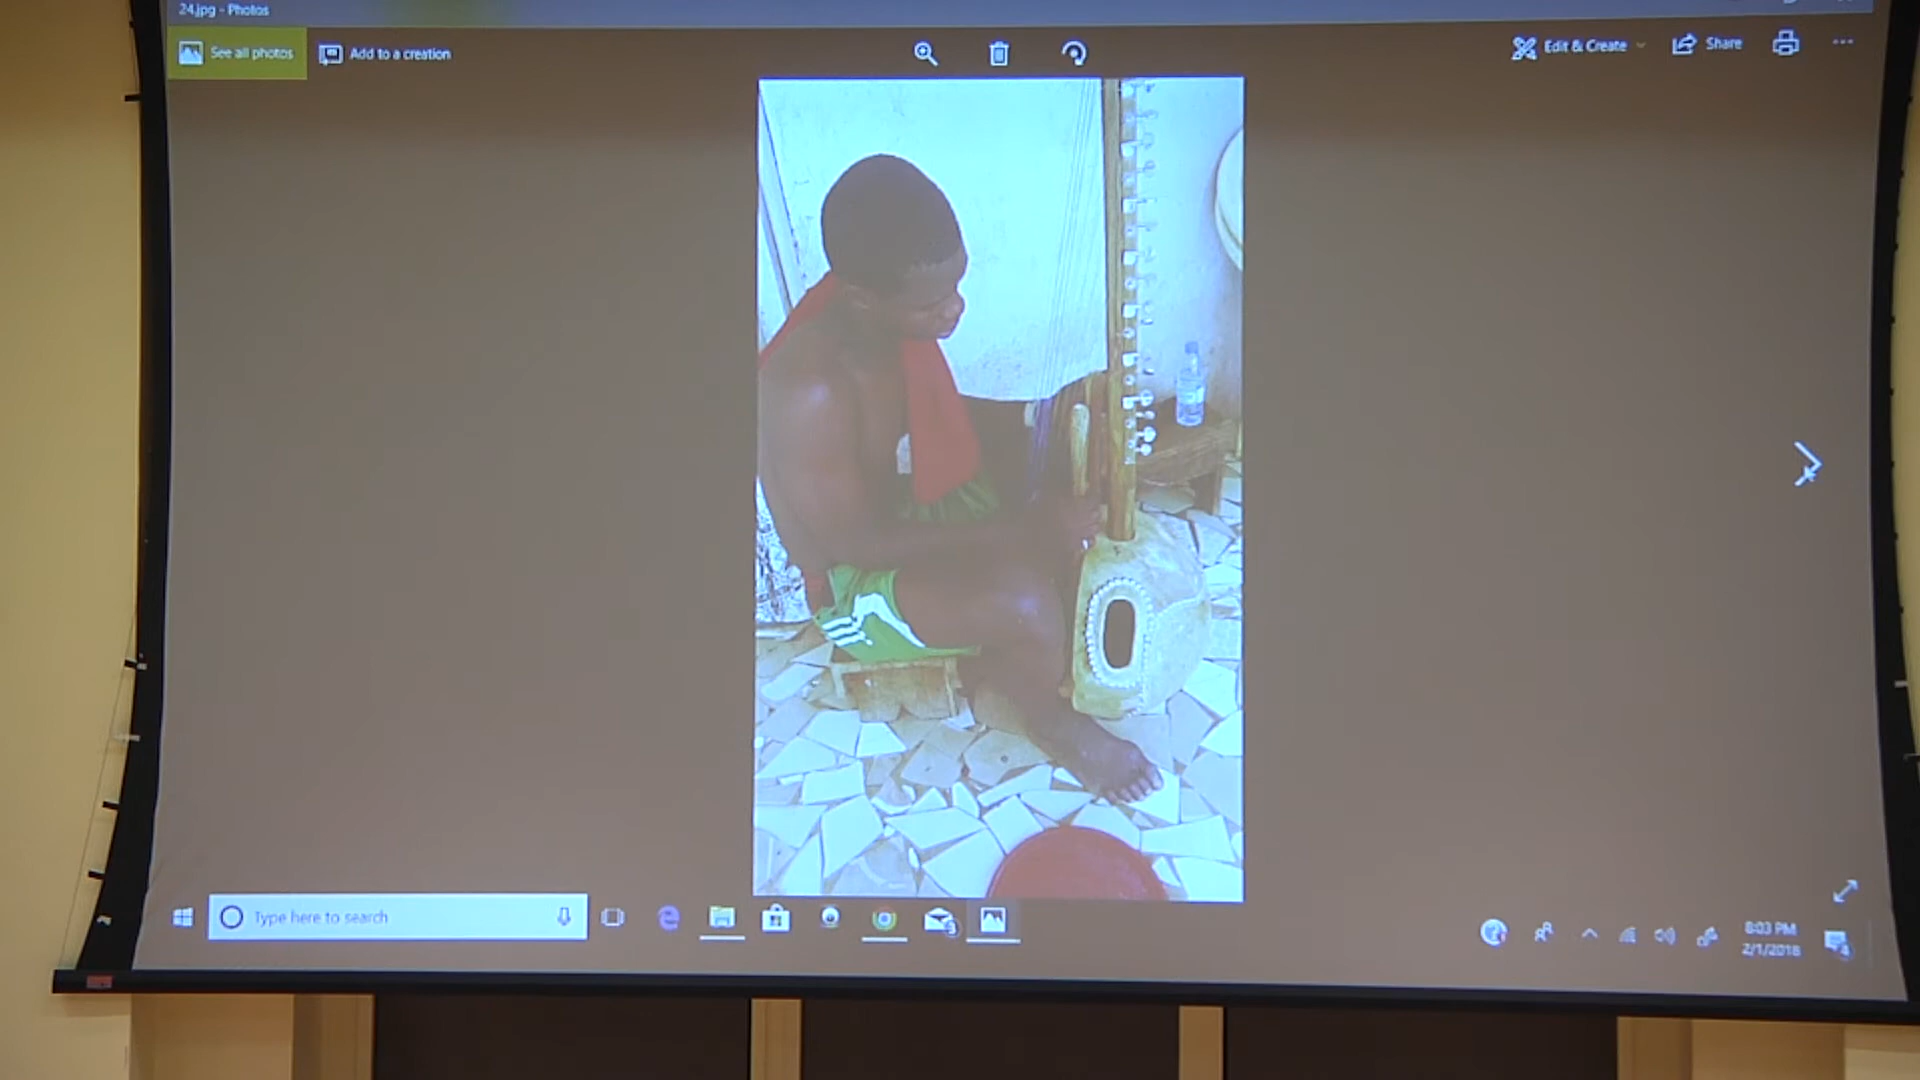 24.jpg - Photos
See all photos
Add to a creation
Edit & Create
Share
Type here to search
8:03 PM
2/1/2018